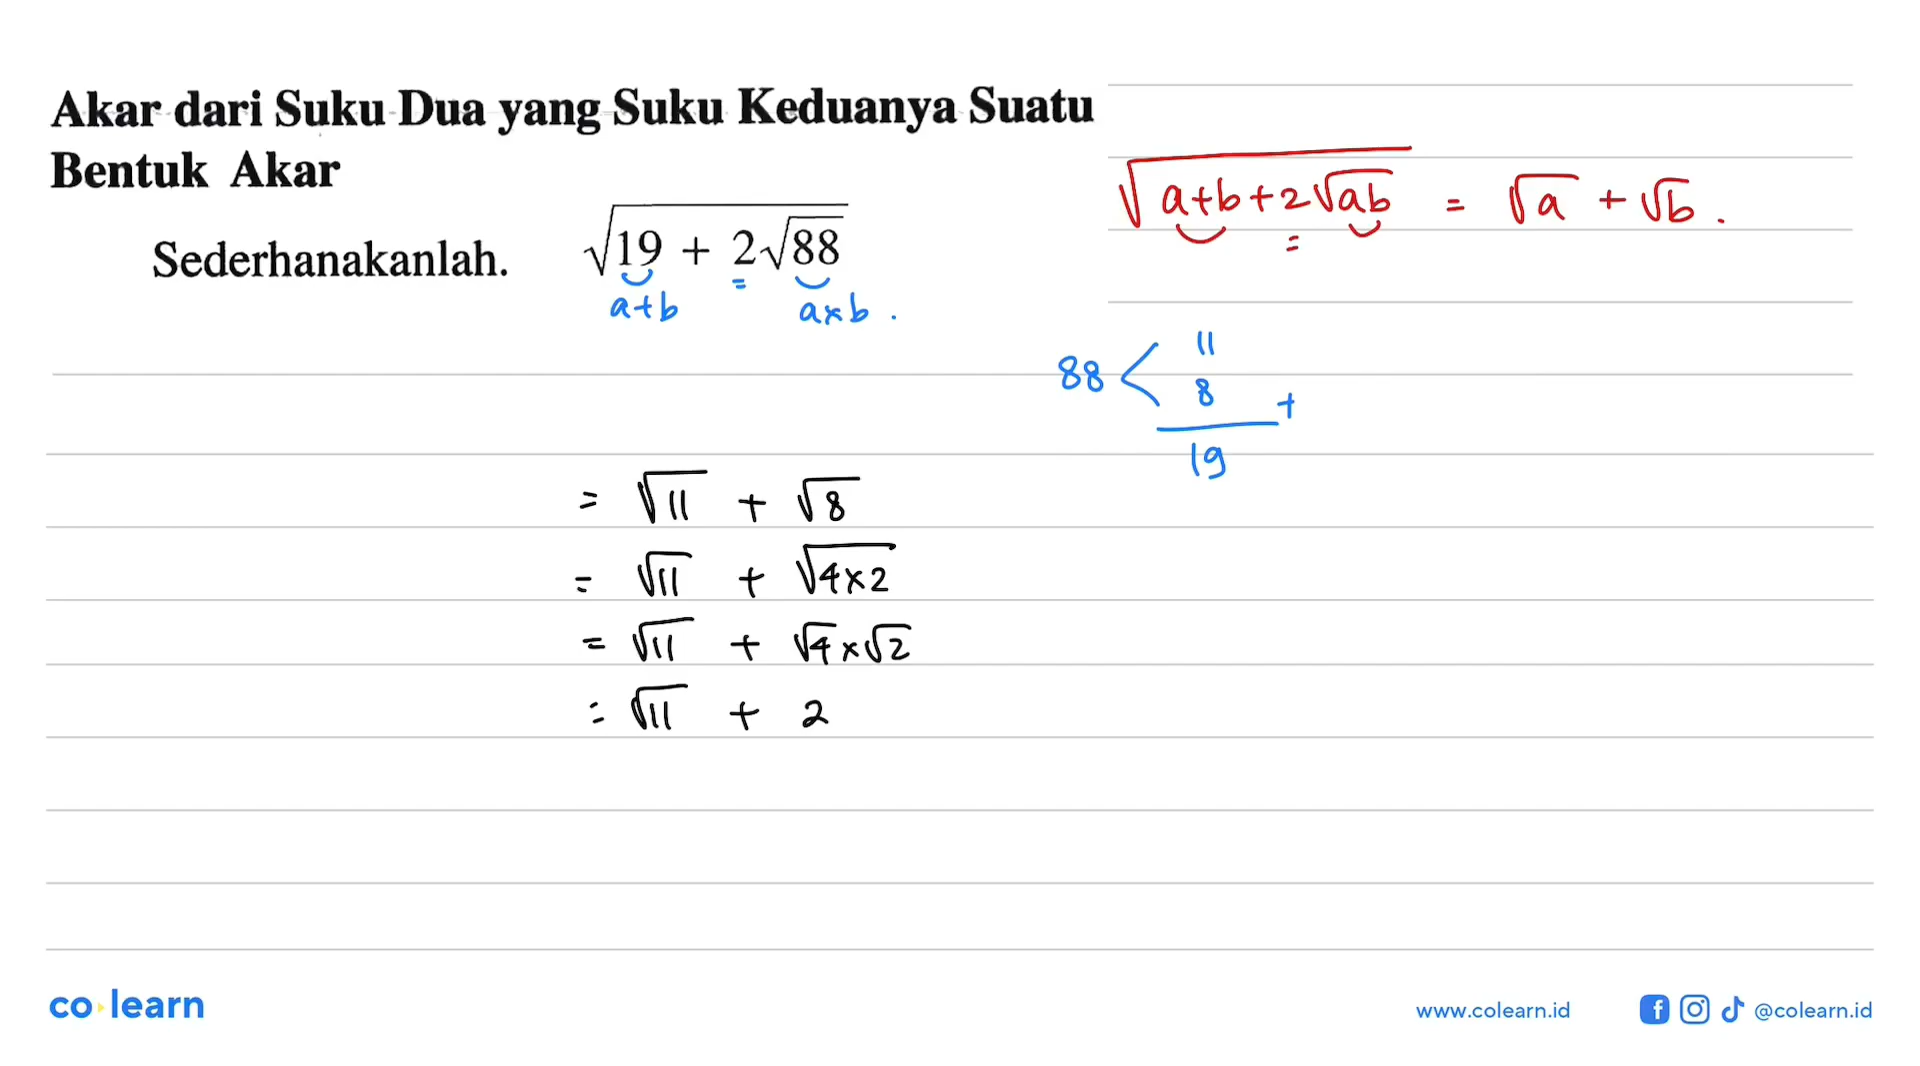 Akar dari Suku Dua yang Suku Keduanya Suatu
Bentuk Akar
Sederhanakanlah. √(19 + 2√88)
a+b = a×b .
√(a+b+2√ab) = √a + √b .
=
88 < 11
8 +
19
= √11 + √8
= √11 + √4×2
= √11 + √4×√2
= √11 + 2
co learn
www.colearn.id
@colearn.id